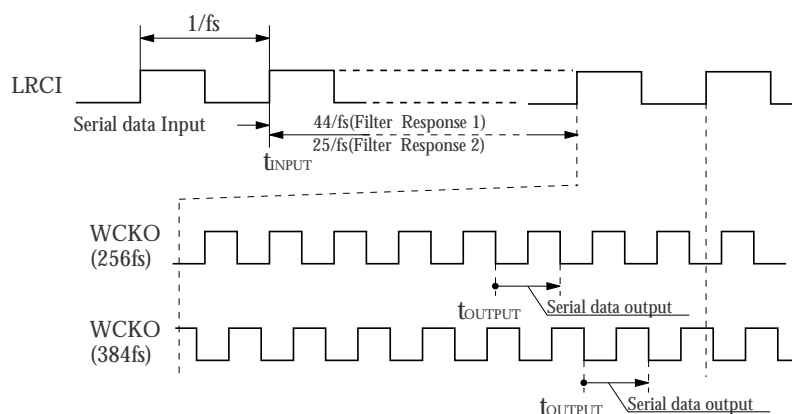 1/fs
LRCI
Serial data Input
44/fs(Filter Response 1)
25/fs(Filter Response 2)
tINPUT
WCKO
(256fs)
tOUTPUT
Serial data output
WCKO
(384fs)
tOUTPUT
Serial data output